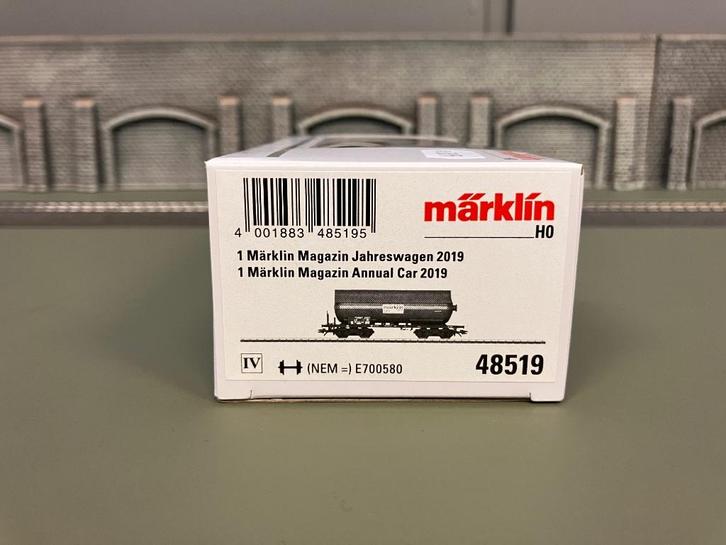 märklin
H0
4 001883 485195
1 Märklin Magazin Jahreswagen 2019
1 Märklin Magazin Annual Car 2019
märklin
IV
(NEM =) E700580
48519